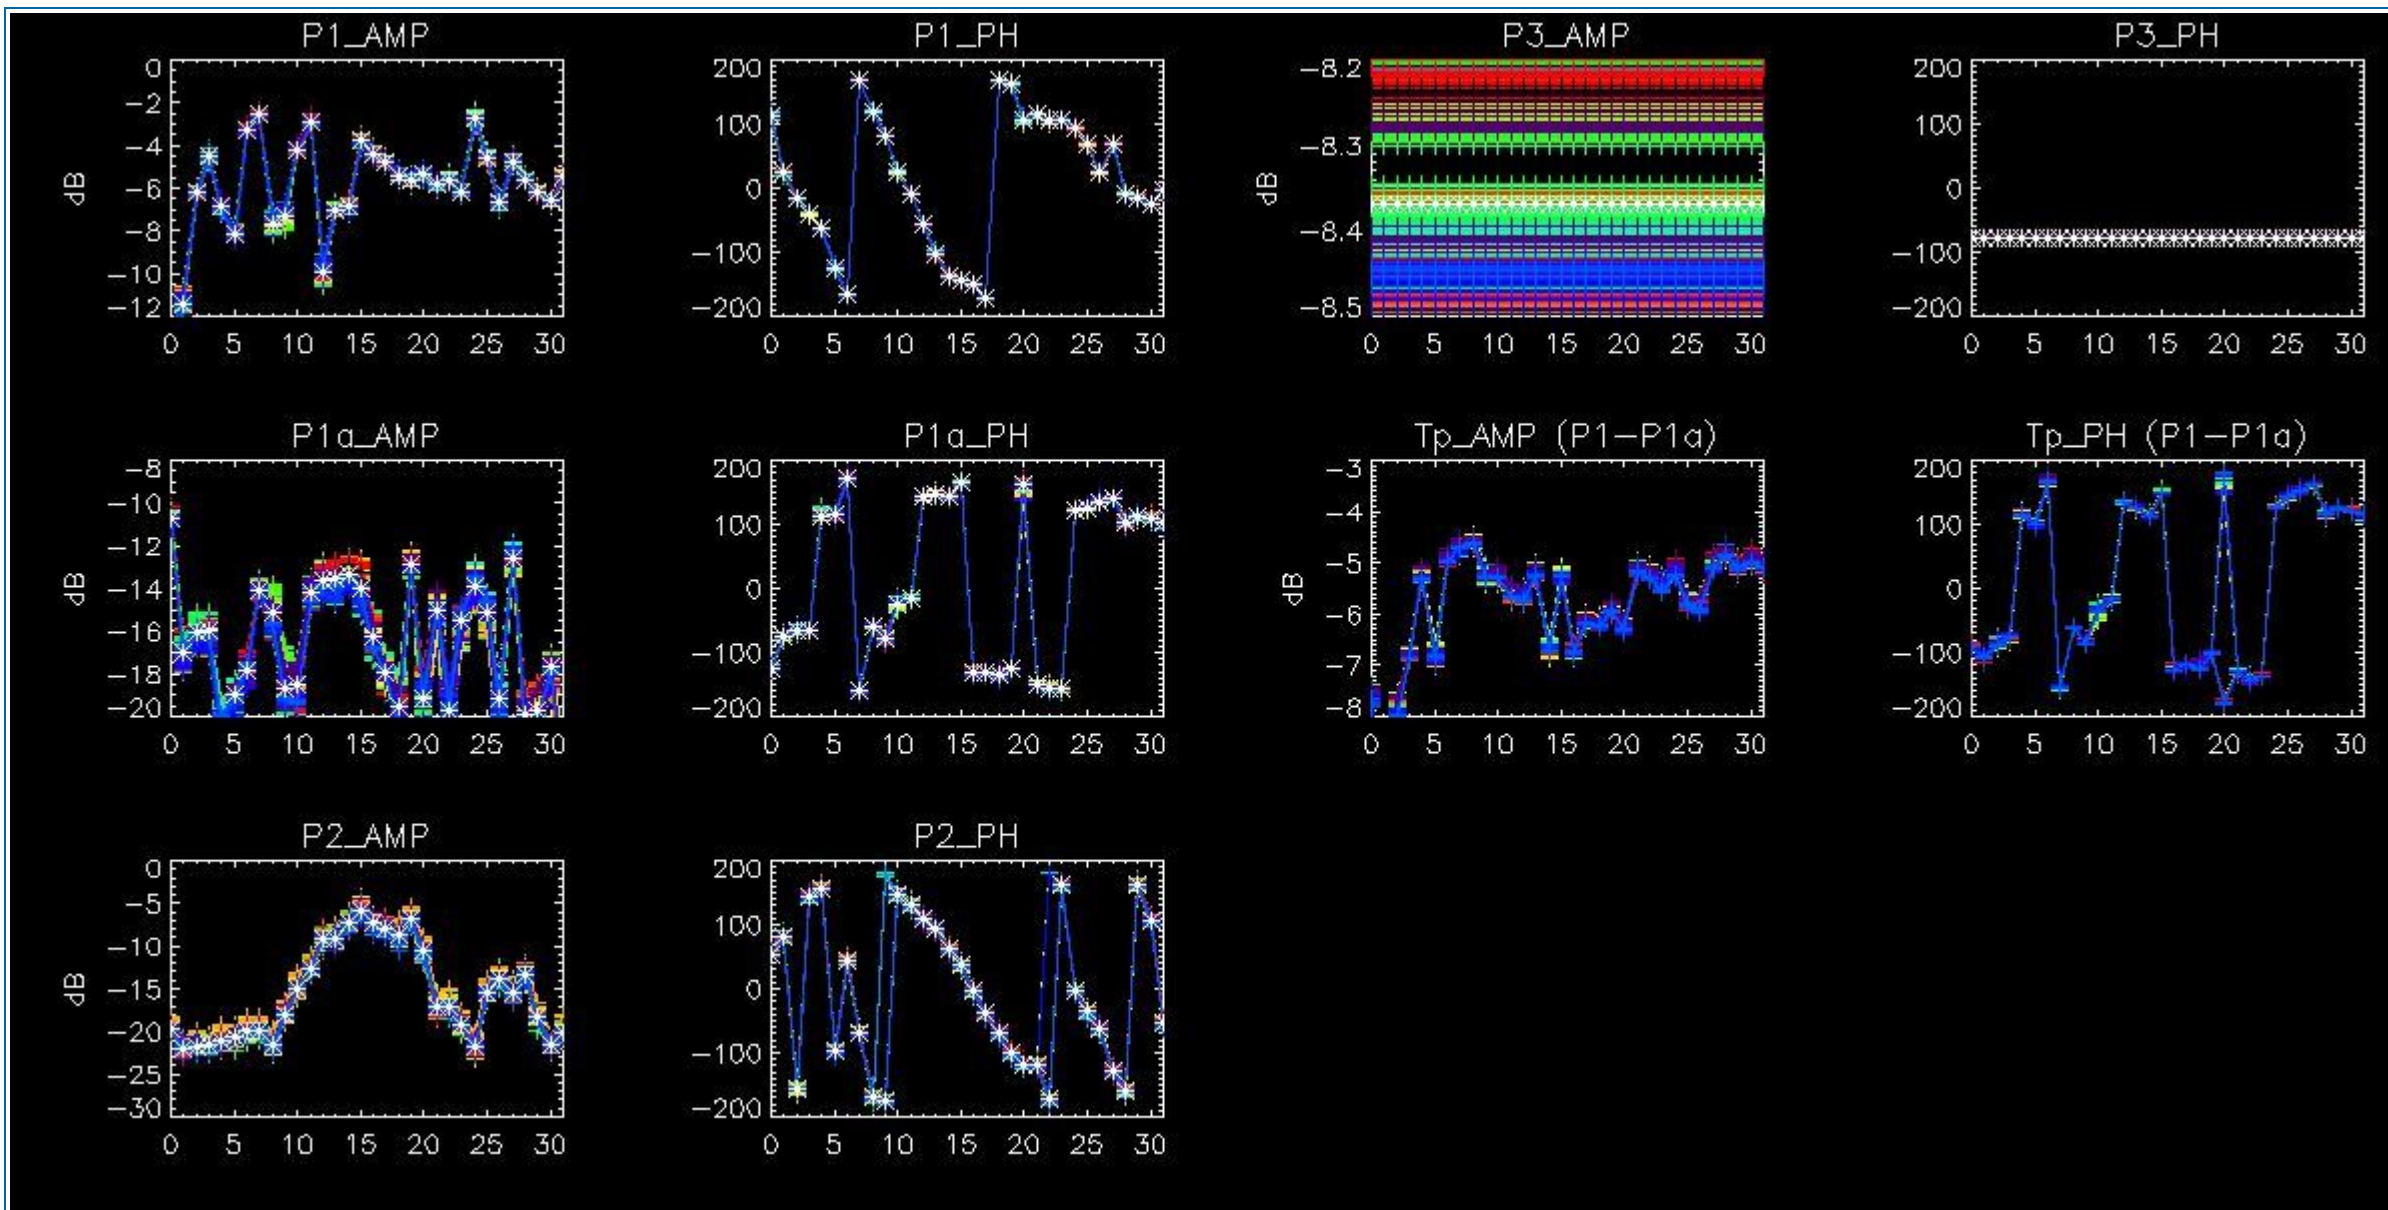 P1_AMP
0
−2
−4
−6
−8
−10
−12
dB
0 5 10 15 20 25 30
P1_PH
200
100
0
−100
−200
0 5 10 15 20 25 30
P3_AMP
−8.2
−8.3
−8.4
−8.5
dB
0 5 10 15 20 25 30
P3_PH
200
100
0
−100
−200
0 5 10 15 20 25 30
P1a_AMP
−8
−10
−12
−14
−16
−18
−20
dB
0 5 10 15 20 25 30
P1a_PH
200
100
0
−100
−200
0 5 10 15 20 25 30
Tp_AMP (P1−P1a)
−3
−4
−5
−6
−7
−8
dB
0 5 10 15 20 25 30
Tp_PH (P1−P1a)
200
100
0
−100
−200
0 5 10 15 20 25 30
P2_AMP
0
−5
−10
−15
−20
−25
−30
dB
0 5 10 15 20 25 30
P2_PH
200
100
0
−100
−200
0 5 10 15 20 25 30